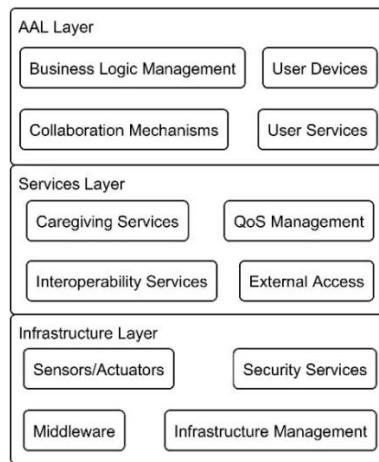 AAL Layer
Business Logic Management
User Devices
Collaboration Mechanisms
User Services
Services Layer
Caregiving Services
QoS Management
Interoperability Services
External Access
Infrastructure Layer
Sensors/Actuators
Security Services
Middleware
Infrastructure Management